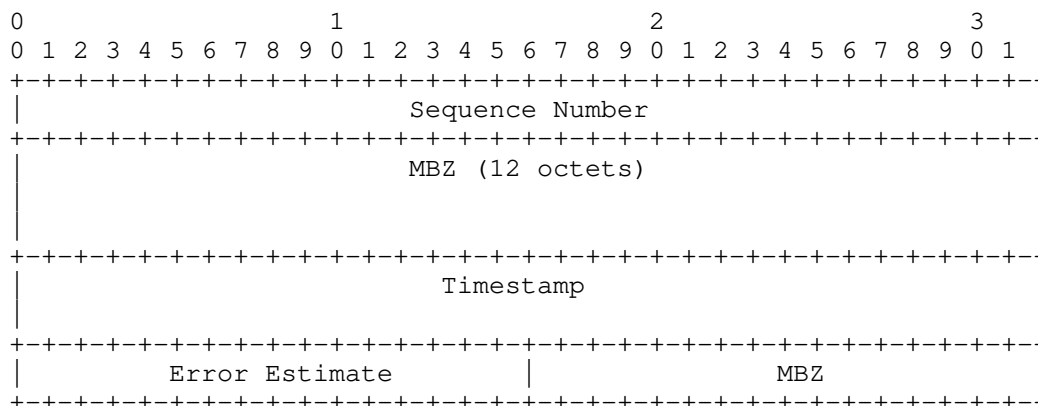 0                   1                   2                   3
0 1 2 3 4 5 6 7 8 9 0 1 2 3 4 5 6 7 8 9 0 1 2 3 4 5 6 7 8 9 0 1
Sequence Number
MBZ (12 octets)
Timestamp
Error Estimate | MBZ